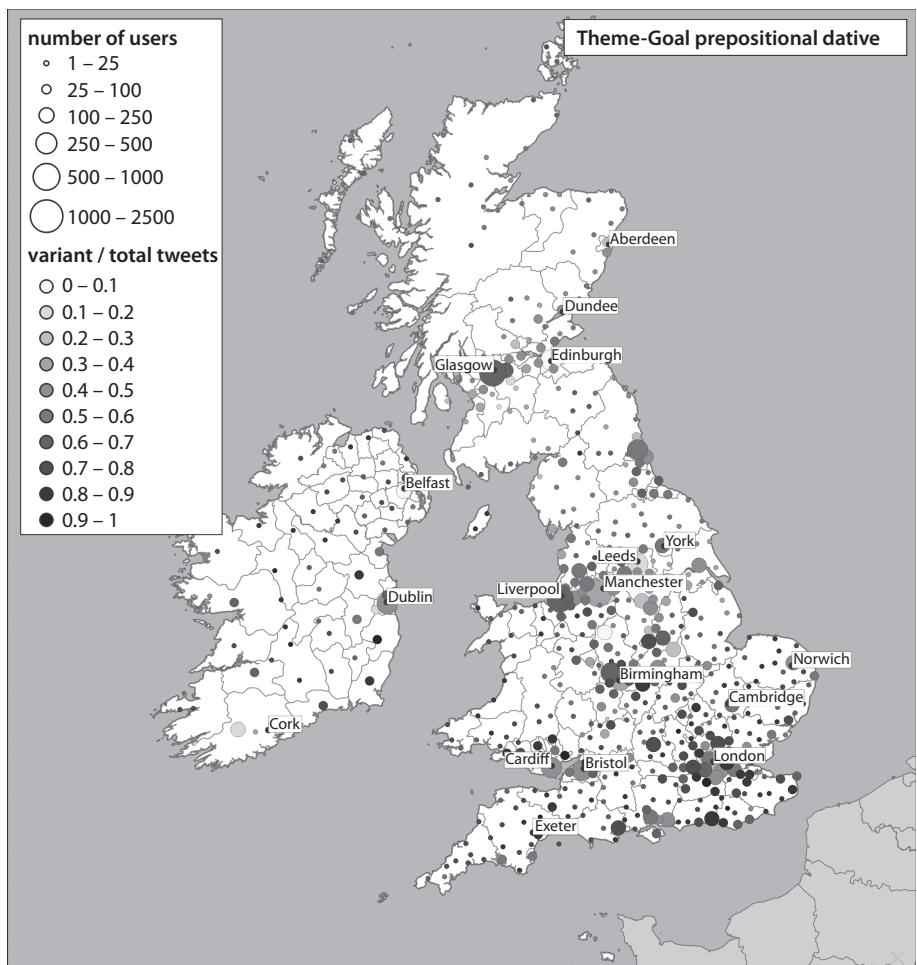 Theme-Goal prepositional dative
number of users
1 – 25
25 – 100
100 – 250
250 – 500
500 – 1000
1000 – 2500
variant / total tweets
0 – 0.1
0.1 – 0.2
0.2 – 0.3
0.3 – 0.4
0.4 – 0.5
0.5 – 0.6
0.6 – 0.7
0.7 – 0.8
0.8 – 0.9
0.9 – 1
Aberdeen
Dundee
Edinburgh
Glasgow
Belfast
York
Leeds
Manchester
Liverpool
Dublin
Norwich
Birmingham
Cambridge
Cork
London
Cardiff
Bristol
Exeter